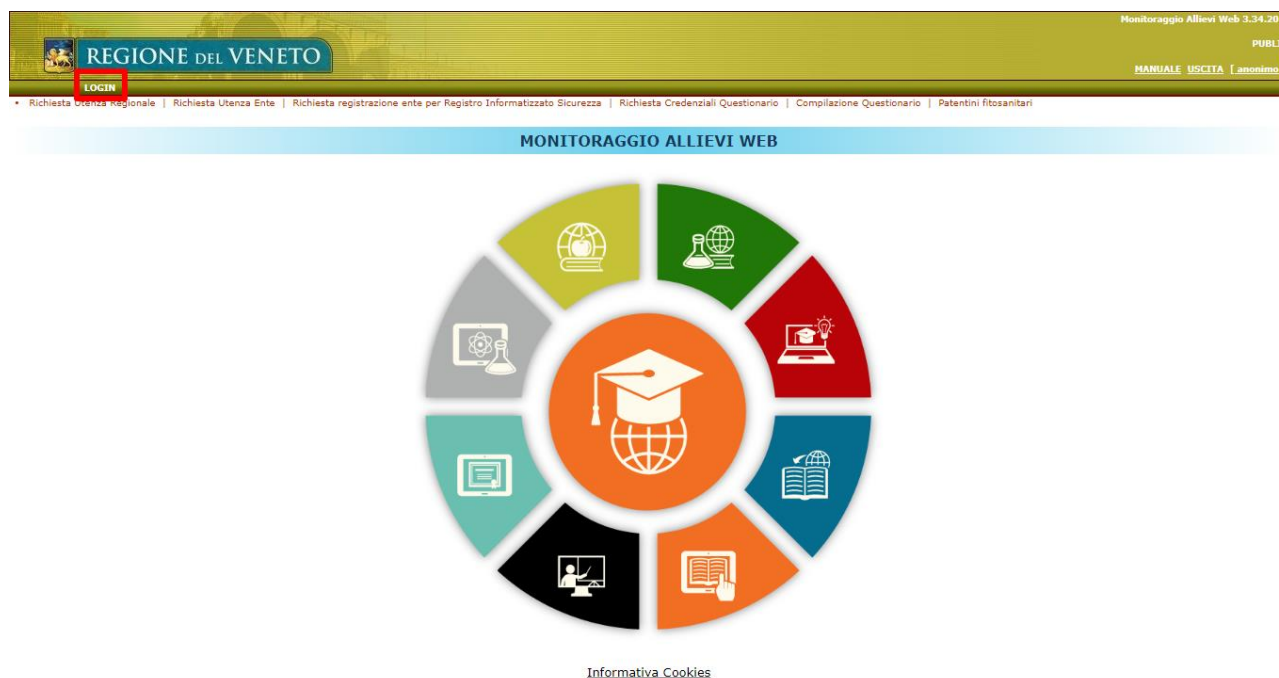 Monitoraggio Allievi Web 3.34.20
REGIONE DEL VENETO
PUBL
MANUALE USCITA [ anonimo
LOGIN
• Richiesta Utenza Regionale | Richiesta Utenza Ente | Richiesta registrazione ente per Registro Informatizzato Sicurezza | Richiesta Credenziali Questionario | Compilazione Questionario | Patentini fitosanitari
MONITORAGGIO ALLIEVI WEB
Informativa Cookies